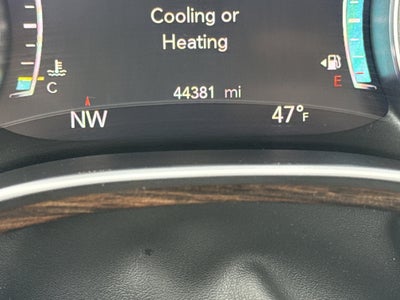 Cooling or
Heating
C
E
44381 mi
NW
47°F